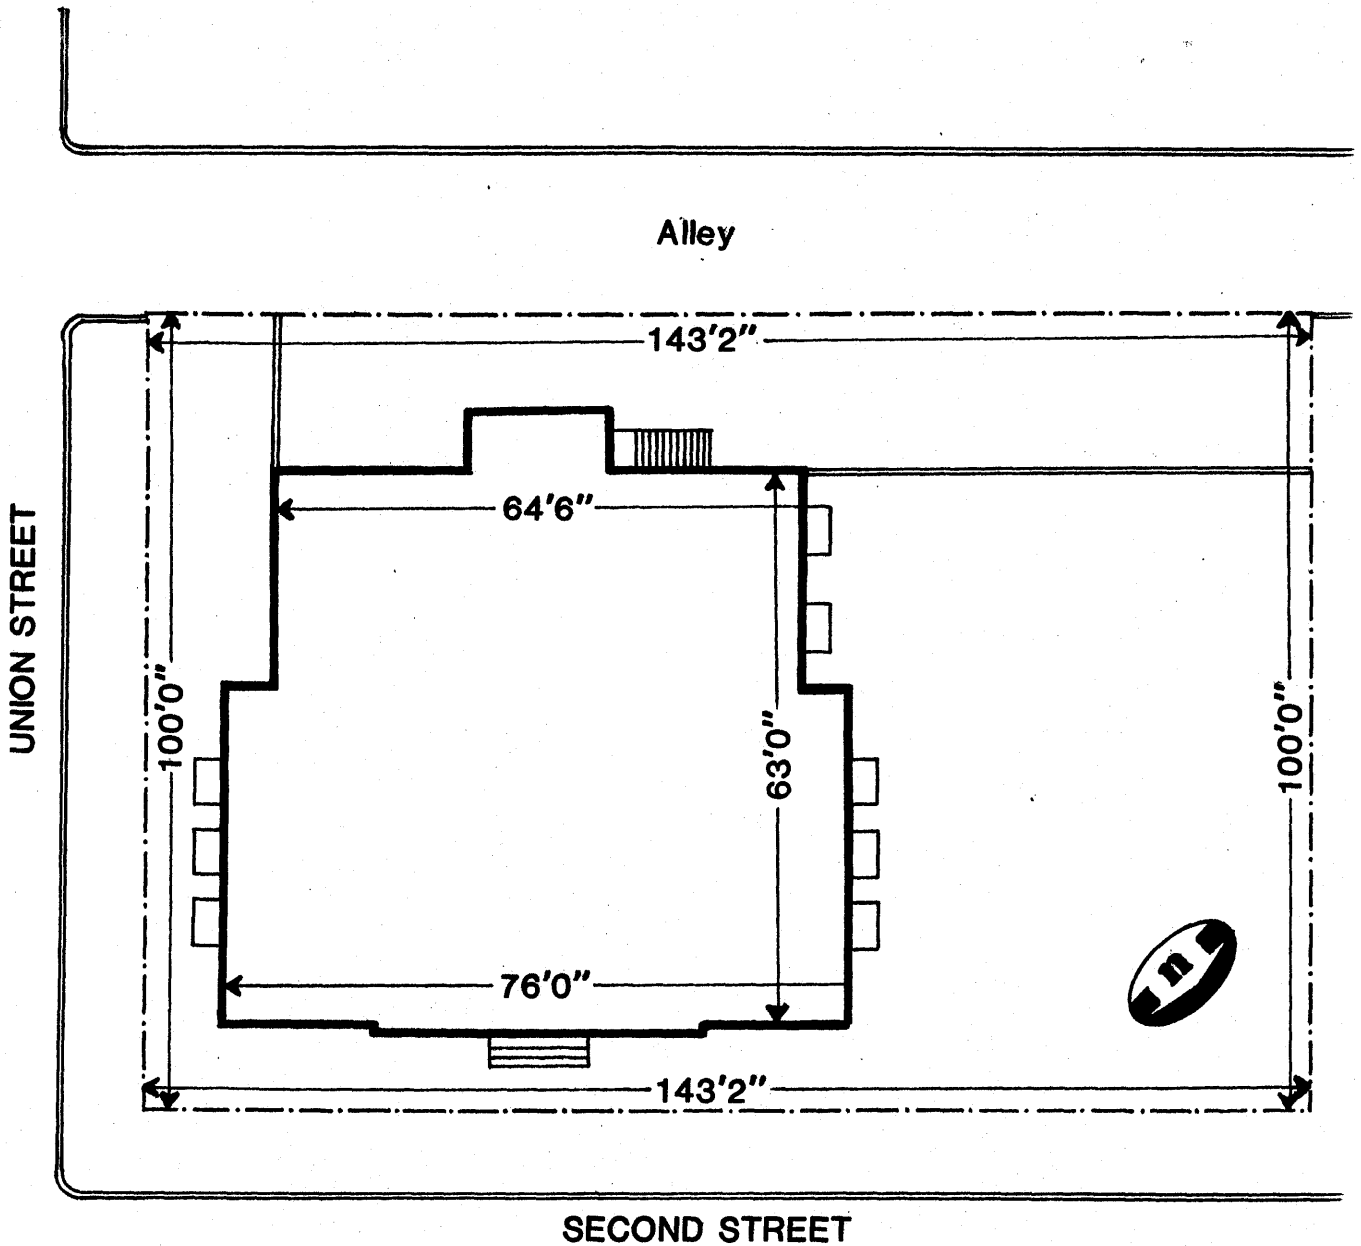 Alley
143'2"
64'6"
UNION STREET
100'0"
63'0"
100'0"
n
76'0"
143'2"
SECOND STREET